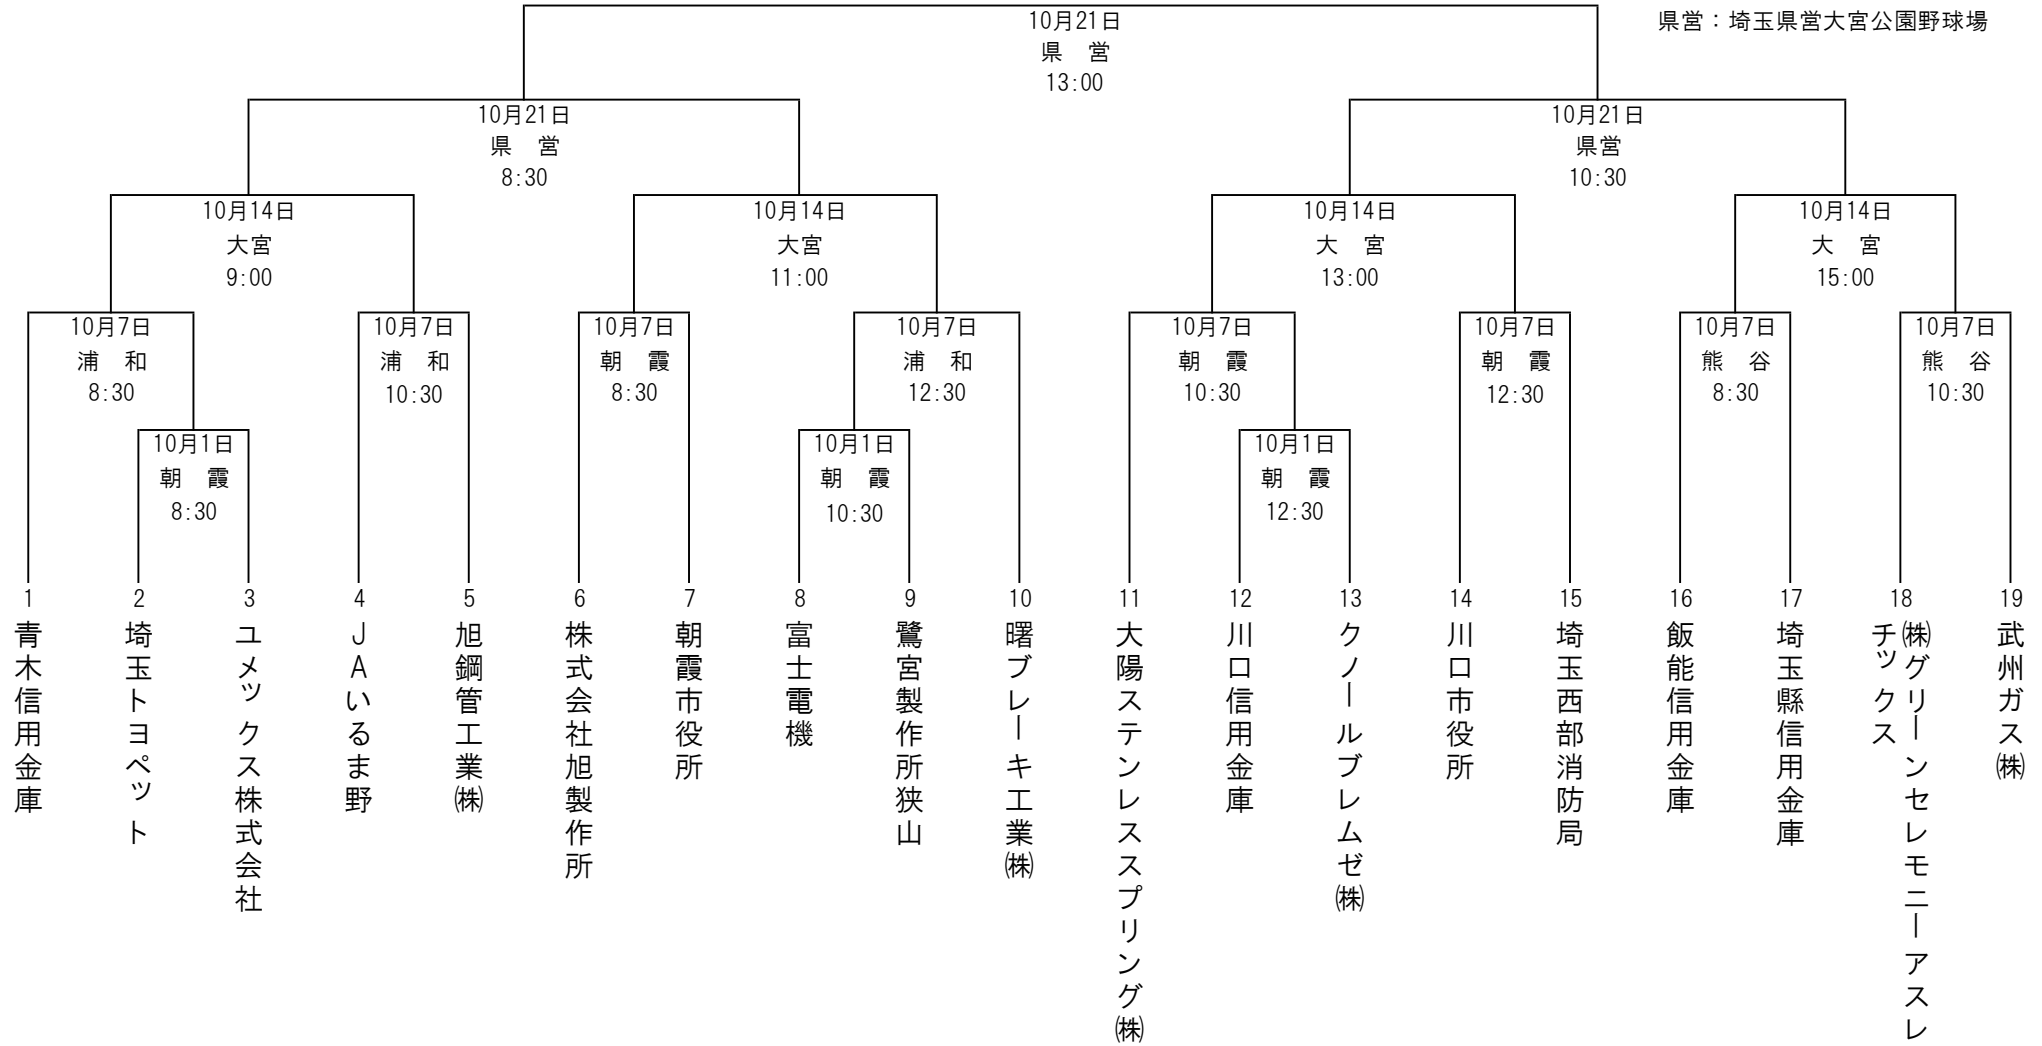 10月21日
県　営
13:00
県営：埼玉県営大宮公園野球場
10月21日
県　営
8:30
10月21日
県営
10:30
10月14日
大宮
9:00
10月14日
大宮
11:00
10月14日
大　宮
13:00
10月14日
大　宮
15:00
10月7日
浦　和
8:30
10月7日
浦　和
10:30
10月7日
朝　霞
8:30
10月7日
浦　和
12:30
10月7日
朝　霞
10:30
10月7日
朝　霞
12:30
10月7日
熊　谷
8:30
10月7日
熊　谷
10:30
10月1日
朝　霞
8:30
10月1日
朝　霞
10:30
10月1日
朝　霞
12:30
1
青木信用金庫
2
埼玉トヨペット
3
ユメックス株式会社
4
ＪＡいるま野
5
旭鋼管工業㈱
6
株式会社旭製作所
7
朝霞市役所
8
富士電機
9
鷺宮製作所狭山
10
曙ブレーキ工業㈱
11
大陽ステンレススプリング㈱
12
川口信用金庫
13
クノールブレムゼ㈱
14
川口市役所
15
埼玉西部消防局
16
飯能信用金庫
17
埼玉縣信用金庫
18
㈱グリーンセレモニーアスレ
チックス
19
武州ガス㈱